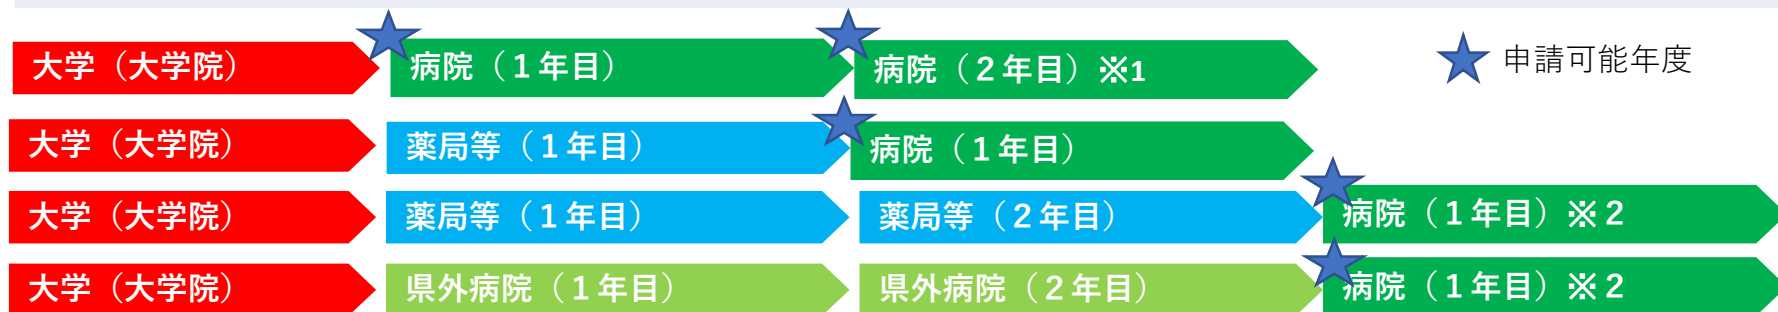 大学（大学院） 病院（１年目） 病院（２年目）※1 申請可能年度
大学（大学院） 薬局等（１年目） 病院（１年目）
大学（大学院） 薬局等（１年目） 薬局等（２年目） 病院（１年目）※２
大学（大学院） 県外病院（１年目） 県外病院（２年目） 病院（１年目）※２